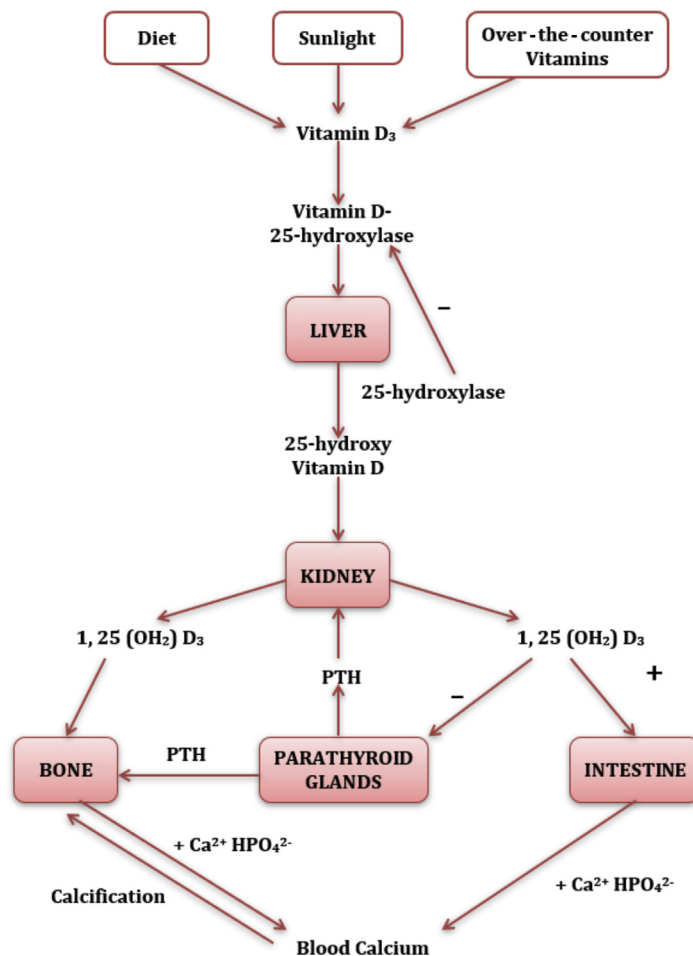 Diet
Sunlight
Over-the-counter
Vitamins
Vitamin D₃
Vitamin D-
25-hydroxylase
–
LIVER
25-hydroxylase
25-hydroxy
Vitamin D
KIDNEY
1, 25 (OH₂) D₃
1, 25 (OH₂) D₃
PTH
–
+
BONE
PTH
PARATHYROID
GLANDS
INTESTINE
+ Ca²⁺ HPO₄²⁻
+ Ca²⁺ HPO₄²⁻
Calcification
Blood Calcium